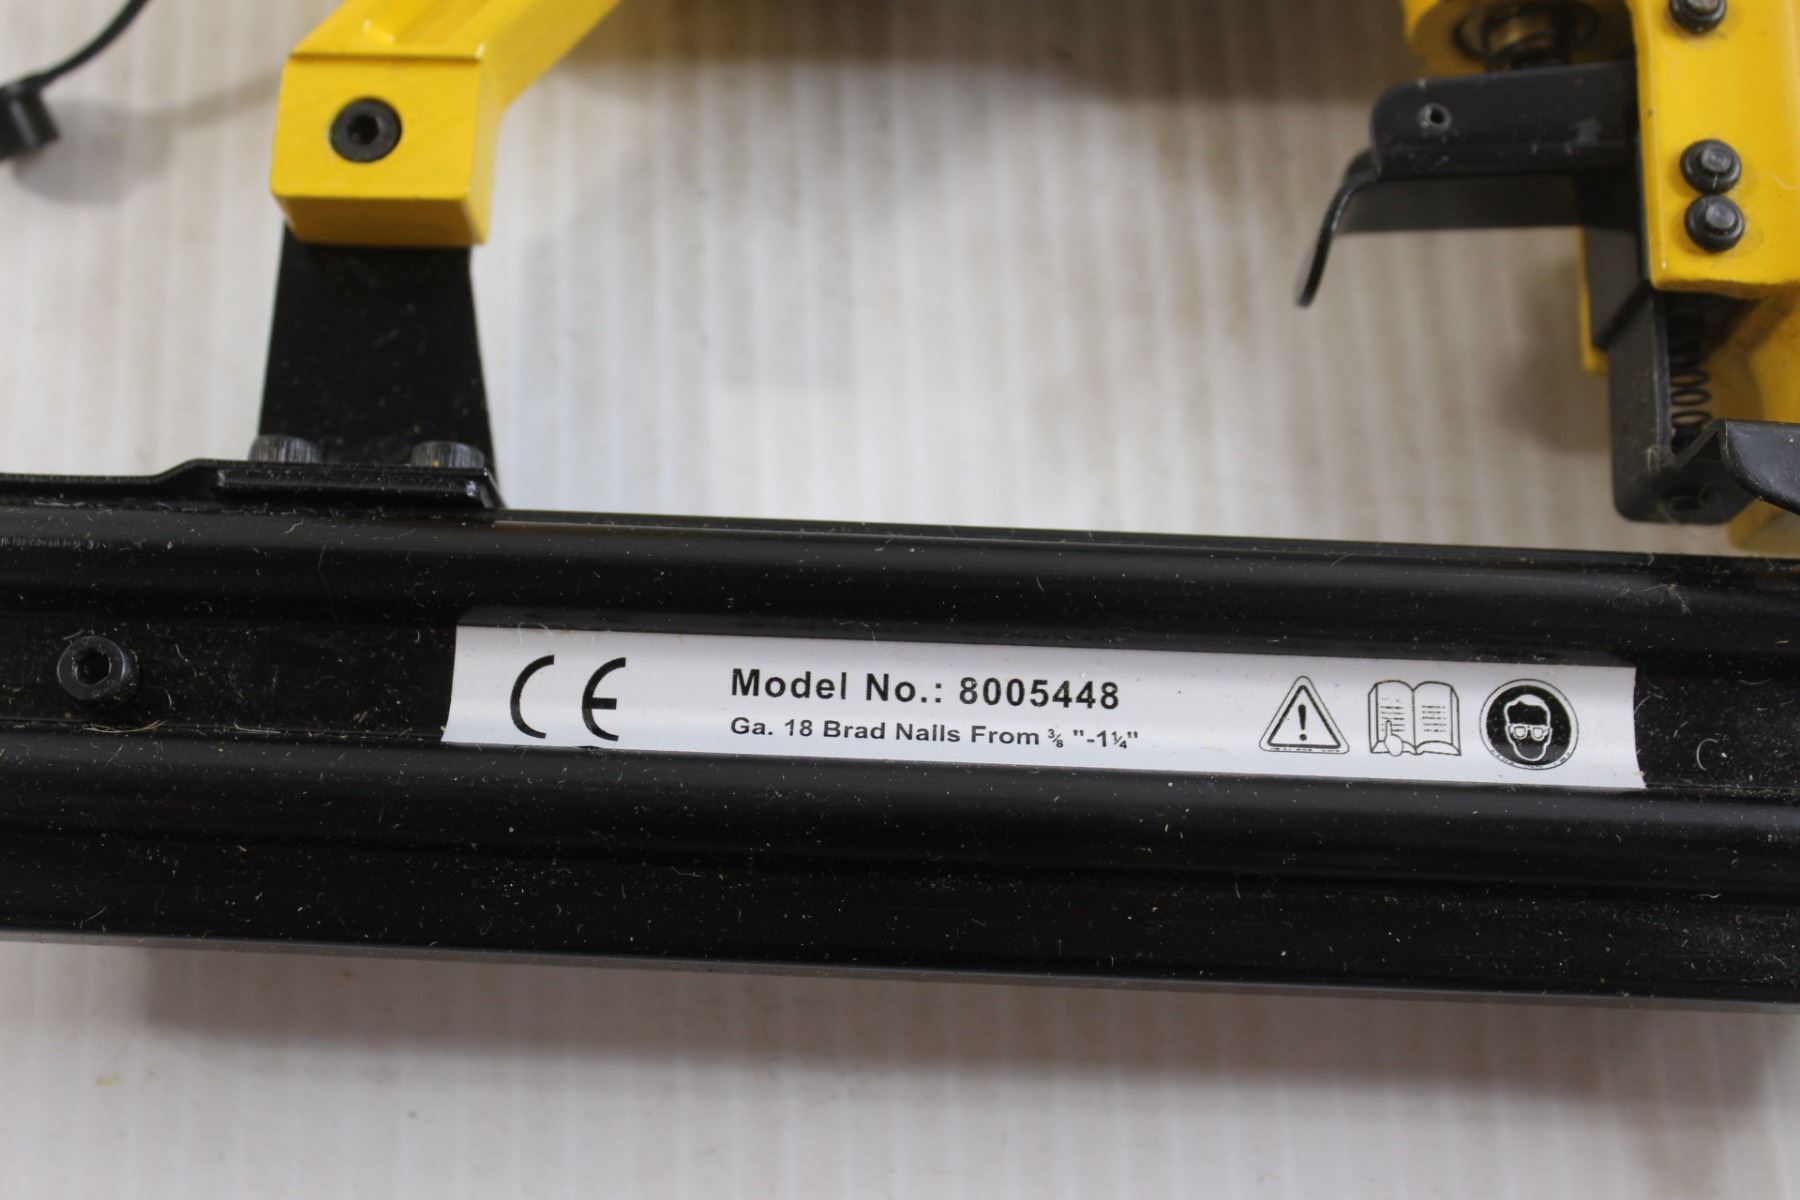 CE
Model No.: 8005448
Ga. 18 Brad Nails From ⅜ "-1¼"